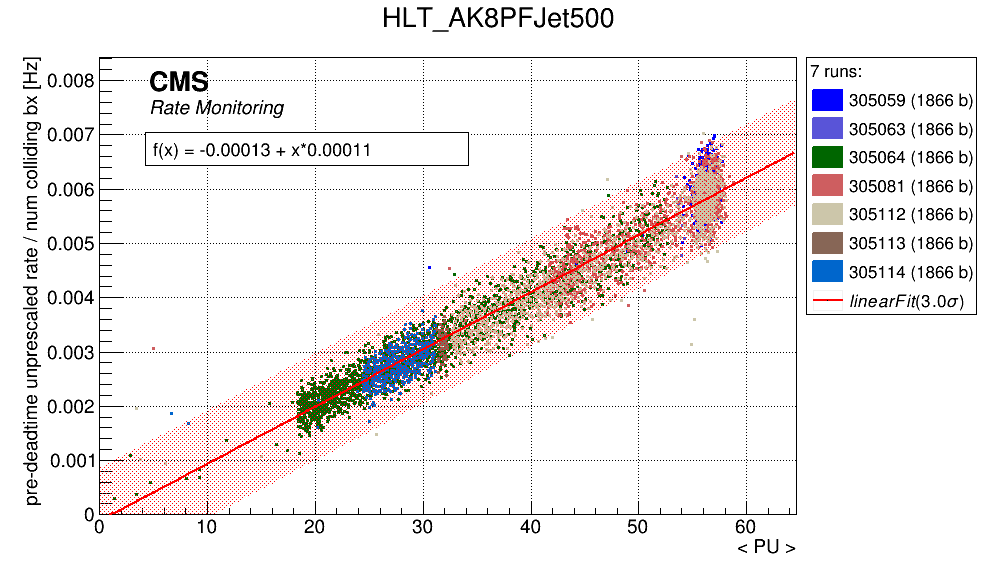 HLT_AK8PFJet500
pre-deadtime unprescaled rate / num colliding bx [Hz]
0.008
0.007
0.006
0.005
0.004
0.003
0.002
0.001
0
CMS
Rate Monitoring
f(x) = -0.00013 + x*0.00011
0 10 20 30 40 50 60
< PU >
7 runs:
305059 (1866 b)
305063 (1866 b)
305064 (1866 b)
305081 (1866 b)
305112 (1866 b)
305113 (1866 b)
305114 (1866 b)
linearFit(3.0σ)